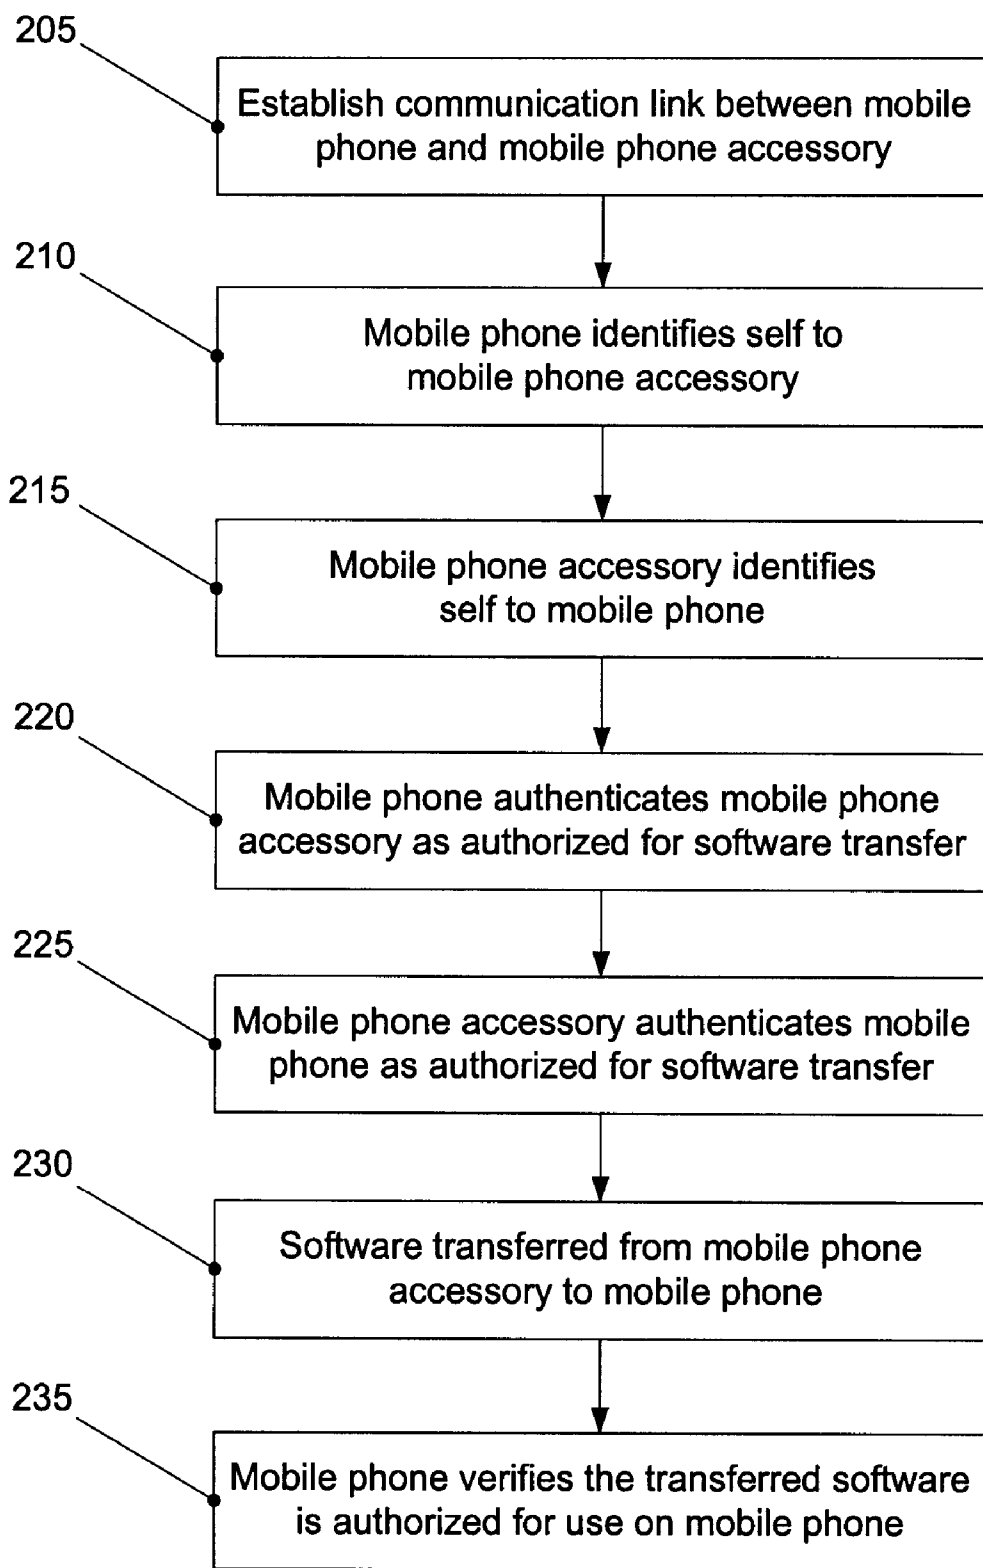 205
Establish communication link between mobile
phone and mobile phone accessory
210
Mobile phone identifies self to
mobile phone accessory
215
Mobile phone accessory identifies
self to mobile phone
220
Mobile phone authenticates mobile phone
accessory as authorized for software transfer
225
Mobile phone accessory authenticates mobile
phone as authorized for software transfer
230
Software transferred from mobile phone
accessory to mobile phone
235
Mobile phone verifies the transferred software
is authorized for use on mobile phone